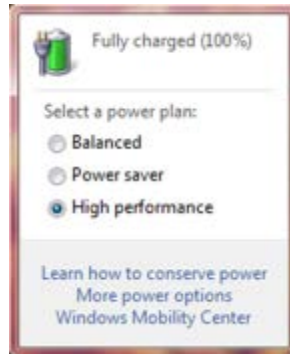 Fully charged (100%)
Select a power plan:
Balanced
Power saver
High performance
Learn how to conserve power
More power options
Windows Mobility Center